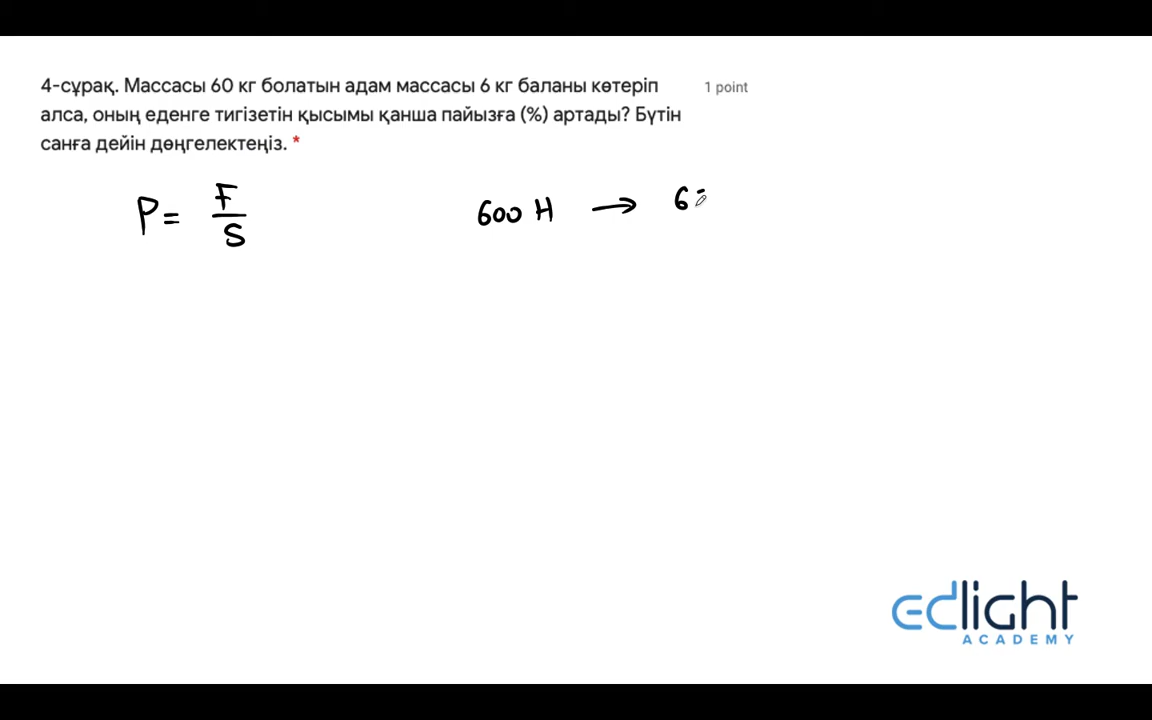 4-сұрақ. Массасы 60 кг болатын адам массасы 6 кг баланы көтеріп
1 point
алса, оның еденге тигізетін қысымы қанша пайызға (%) артады? Бүтін
санға дейін дөңгелектеңіз. *
P = F/S
600 Н → 6
edlight
ACADEMY